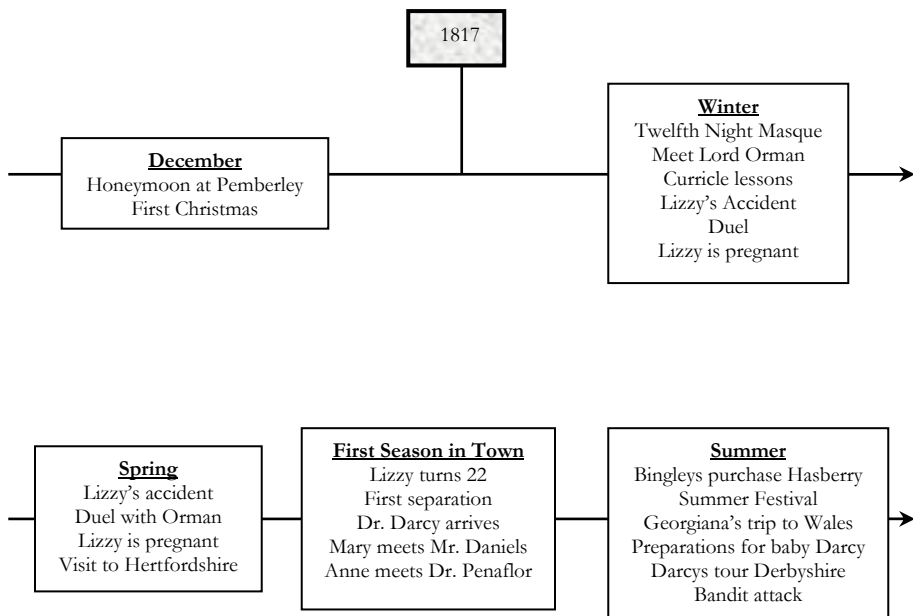 1817
December
Honeymoon at Pemberley
First Christmas
Winter
Twelfth Night Masque
Meet Lord Orman
Curricle lessons
Lizzy's Accident
Duel
Lizzy is pregnant
Spring
Lizzy's accident
Duel with Orman
Lizzy is pregnant
Visit to Hertfordshire
First Season in Town
Lizzy turns 22
First separation
Dr. Darcy arrives
Mary meets Mr. Daniels
Anne meets Dr. Penaflor
Summer
Bingleys purchase Hasberry
Summer Festival
Georgiana's trip to Wales
Preparations for baby Darcy
Darcys tour Derbyshire
Bandit attack